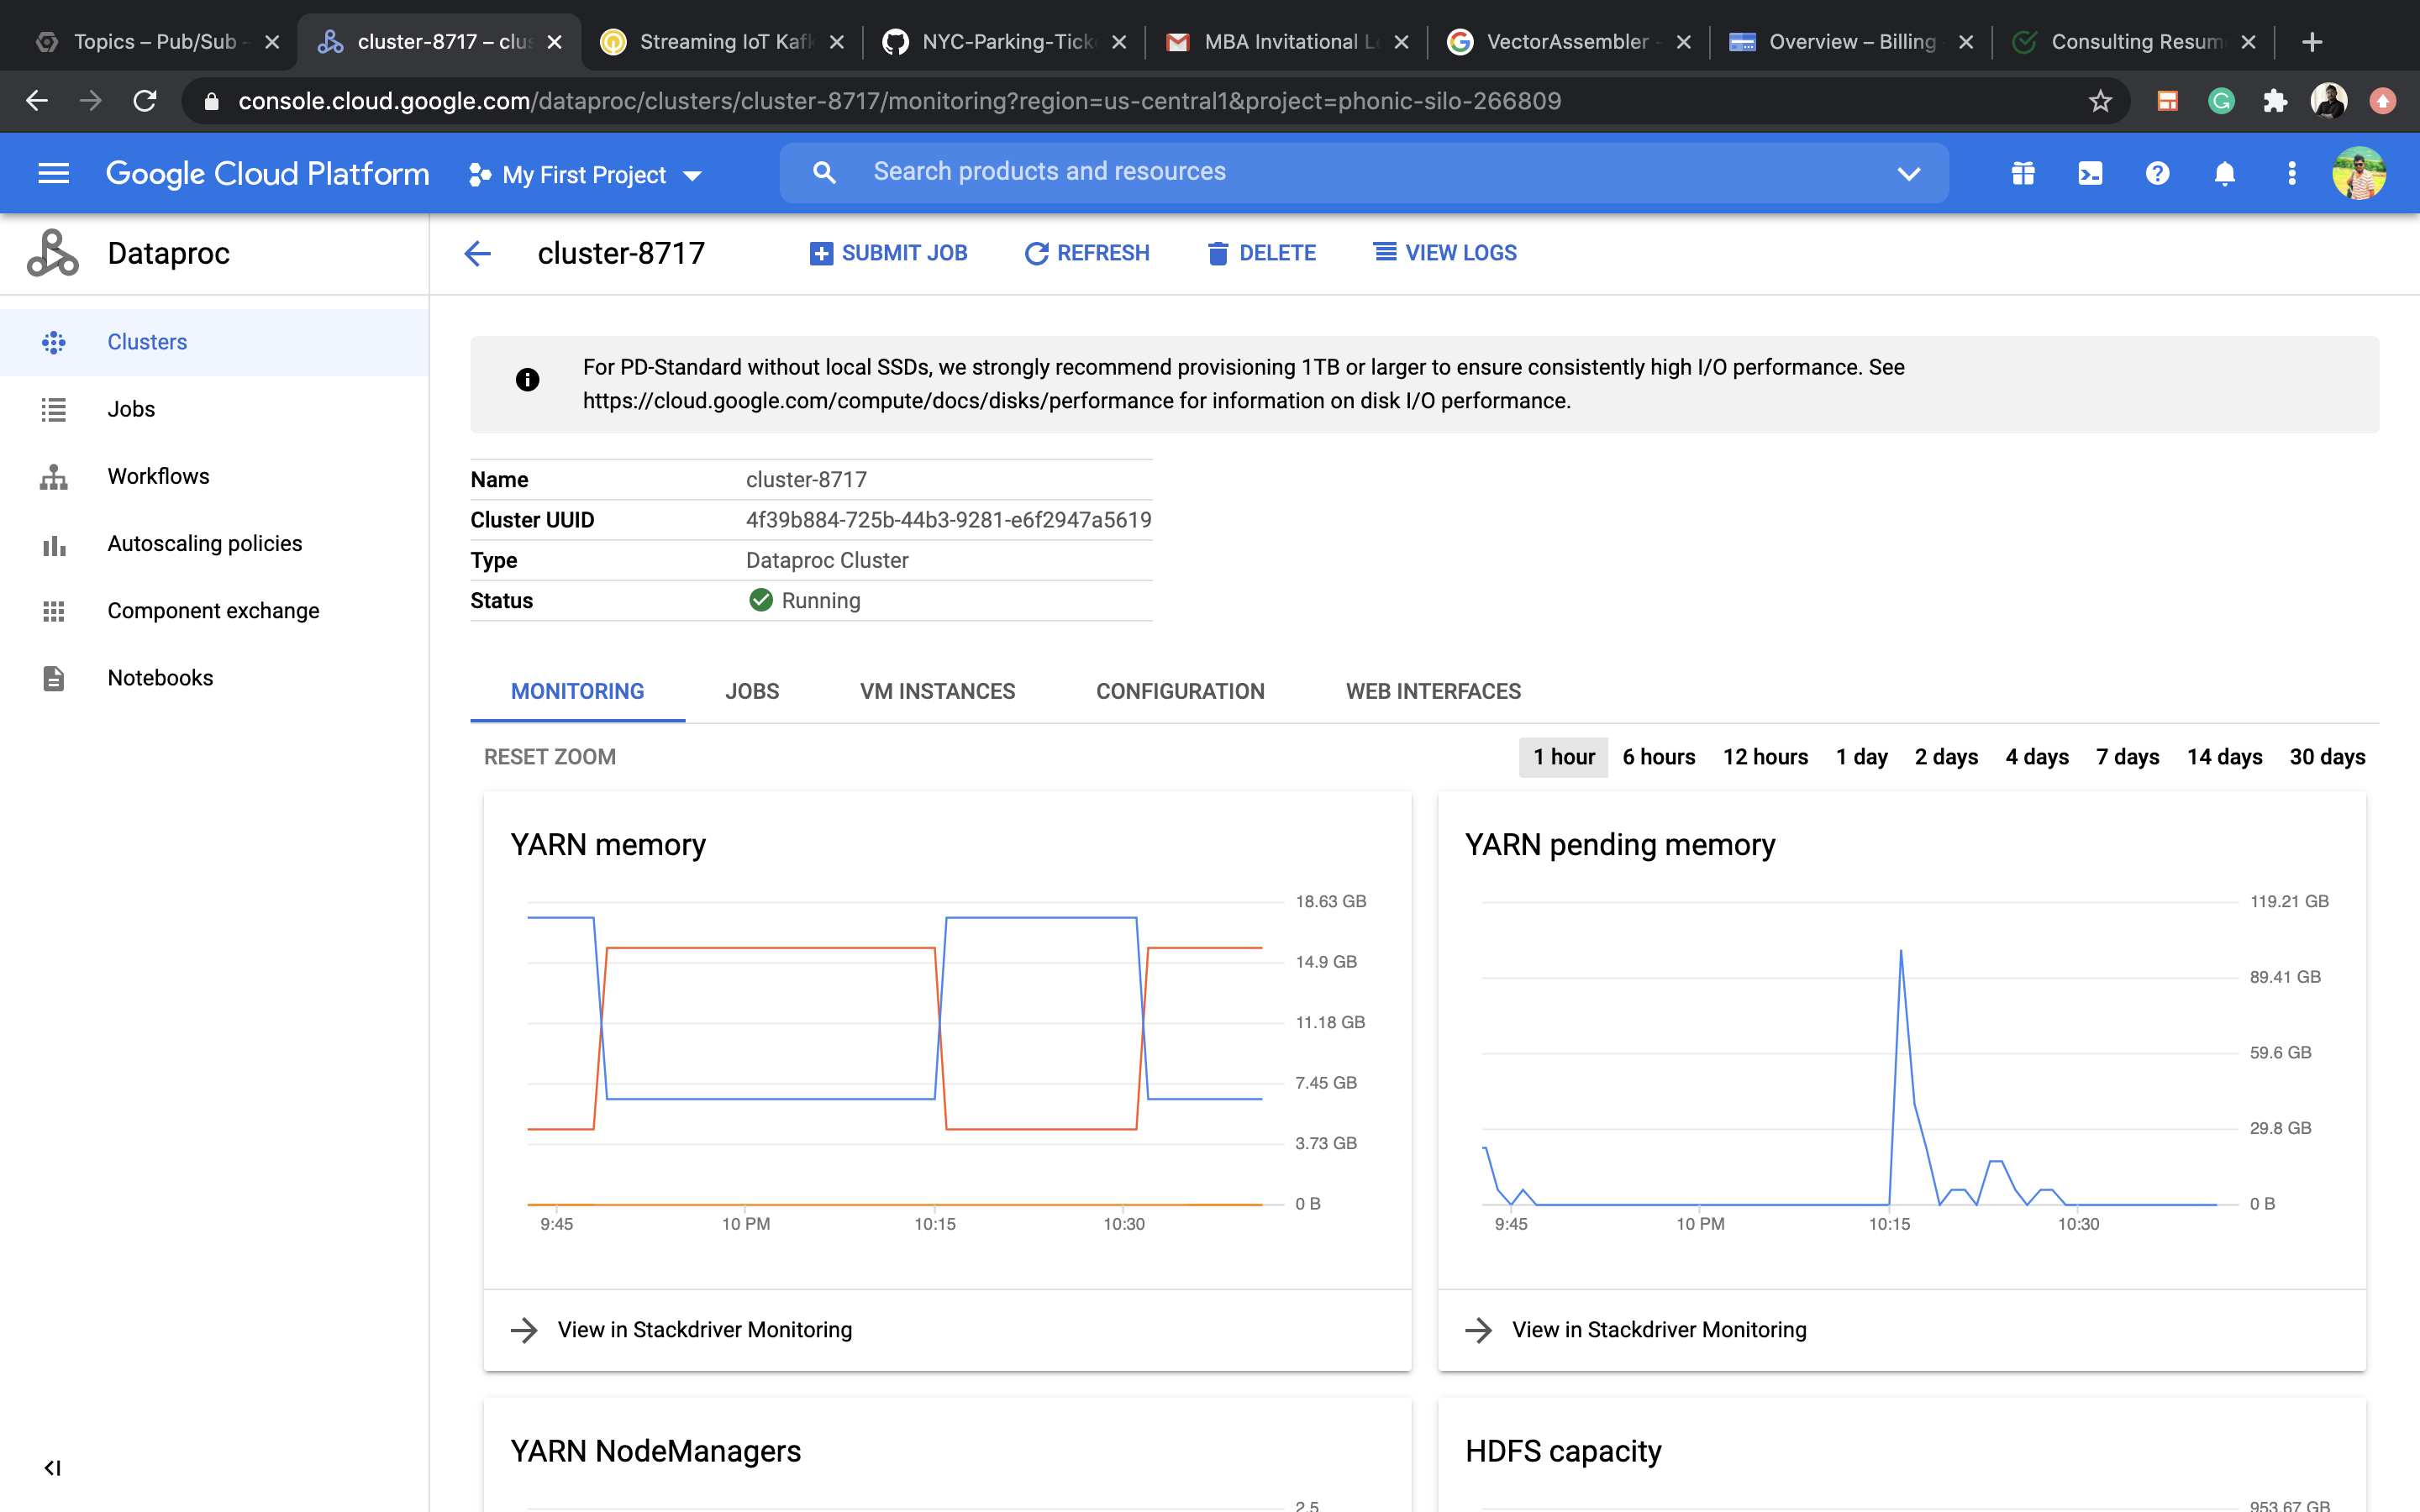 Topics – Pub/Sub -
cluster-8717 – clus
Streaming IoT Kafk
NYC-Parking-Ticke
MBA Invitational Le
VectorAssembler -
Overview – Billing
Consulting Resum
console.cloud.google.com/dataproc/clusters/cluster-8717/monitoring?region=us-central1&project=phonic-silo-266809
Google Cloud Platform
My First Project
Search products and resources
Dataproc
cluster-8717
SUBMIT JOB
REFRESH
DELETE
VIEW LOGS
Clusters
Jobs
Workflows
Autoscaling policies
Component exchange
Notebooks
For PD-Standard without local SSDs, we strongly recommend provisioning 1TB or larger to ensure consistently high I/O performance. See
https://cloud.google.com/compute/docs/disks/performance for information on disk I/O performance.
Name cluster-8717
Cluster UUID 4f39b884-725b-44b3-9281-e6f2947a5619
Type Dataproc Cluster
Status Running
MONITORING JOBS VM INSTANCES CONFIGURATION WEB INTERFACES
RESET ZOOM
1 hour 6 hours 12 hours 1 day 2 days 4 days 7 days 14 days 30 days
YARN memory
18.63 GB
14.9 GB
11.18 GB
7.45 GB
3.73 GB
0 B
9:45 10 PM 10:15 10:30
View in Stackdriver Monitoring
YARN pending memory
119.21 GB
89.41 GB
59.6 GB
29.8 GB
0 B
9:45 10 PM 10:15 10:30
View in Stackdriver Monitoring
YARN NodeManagers
2.5
HDFS capacity
953.67 GB